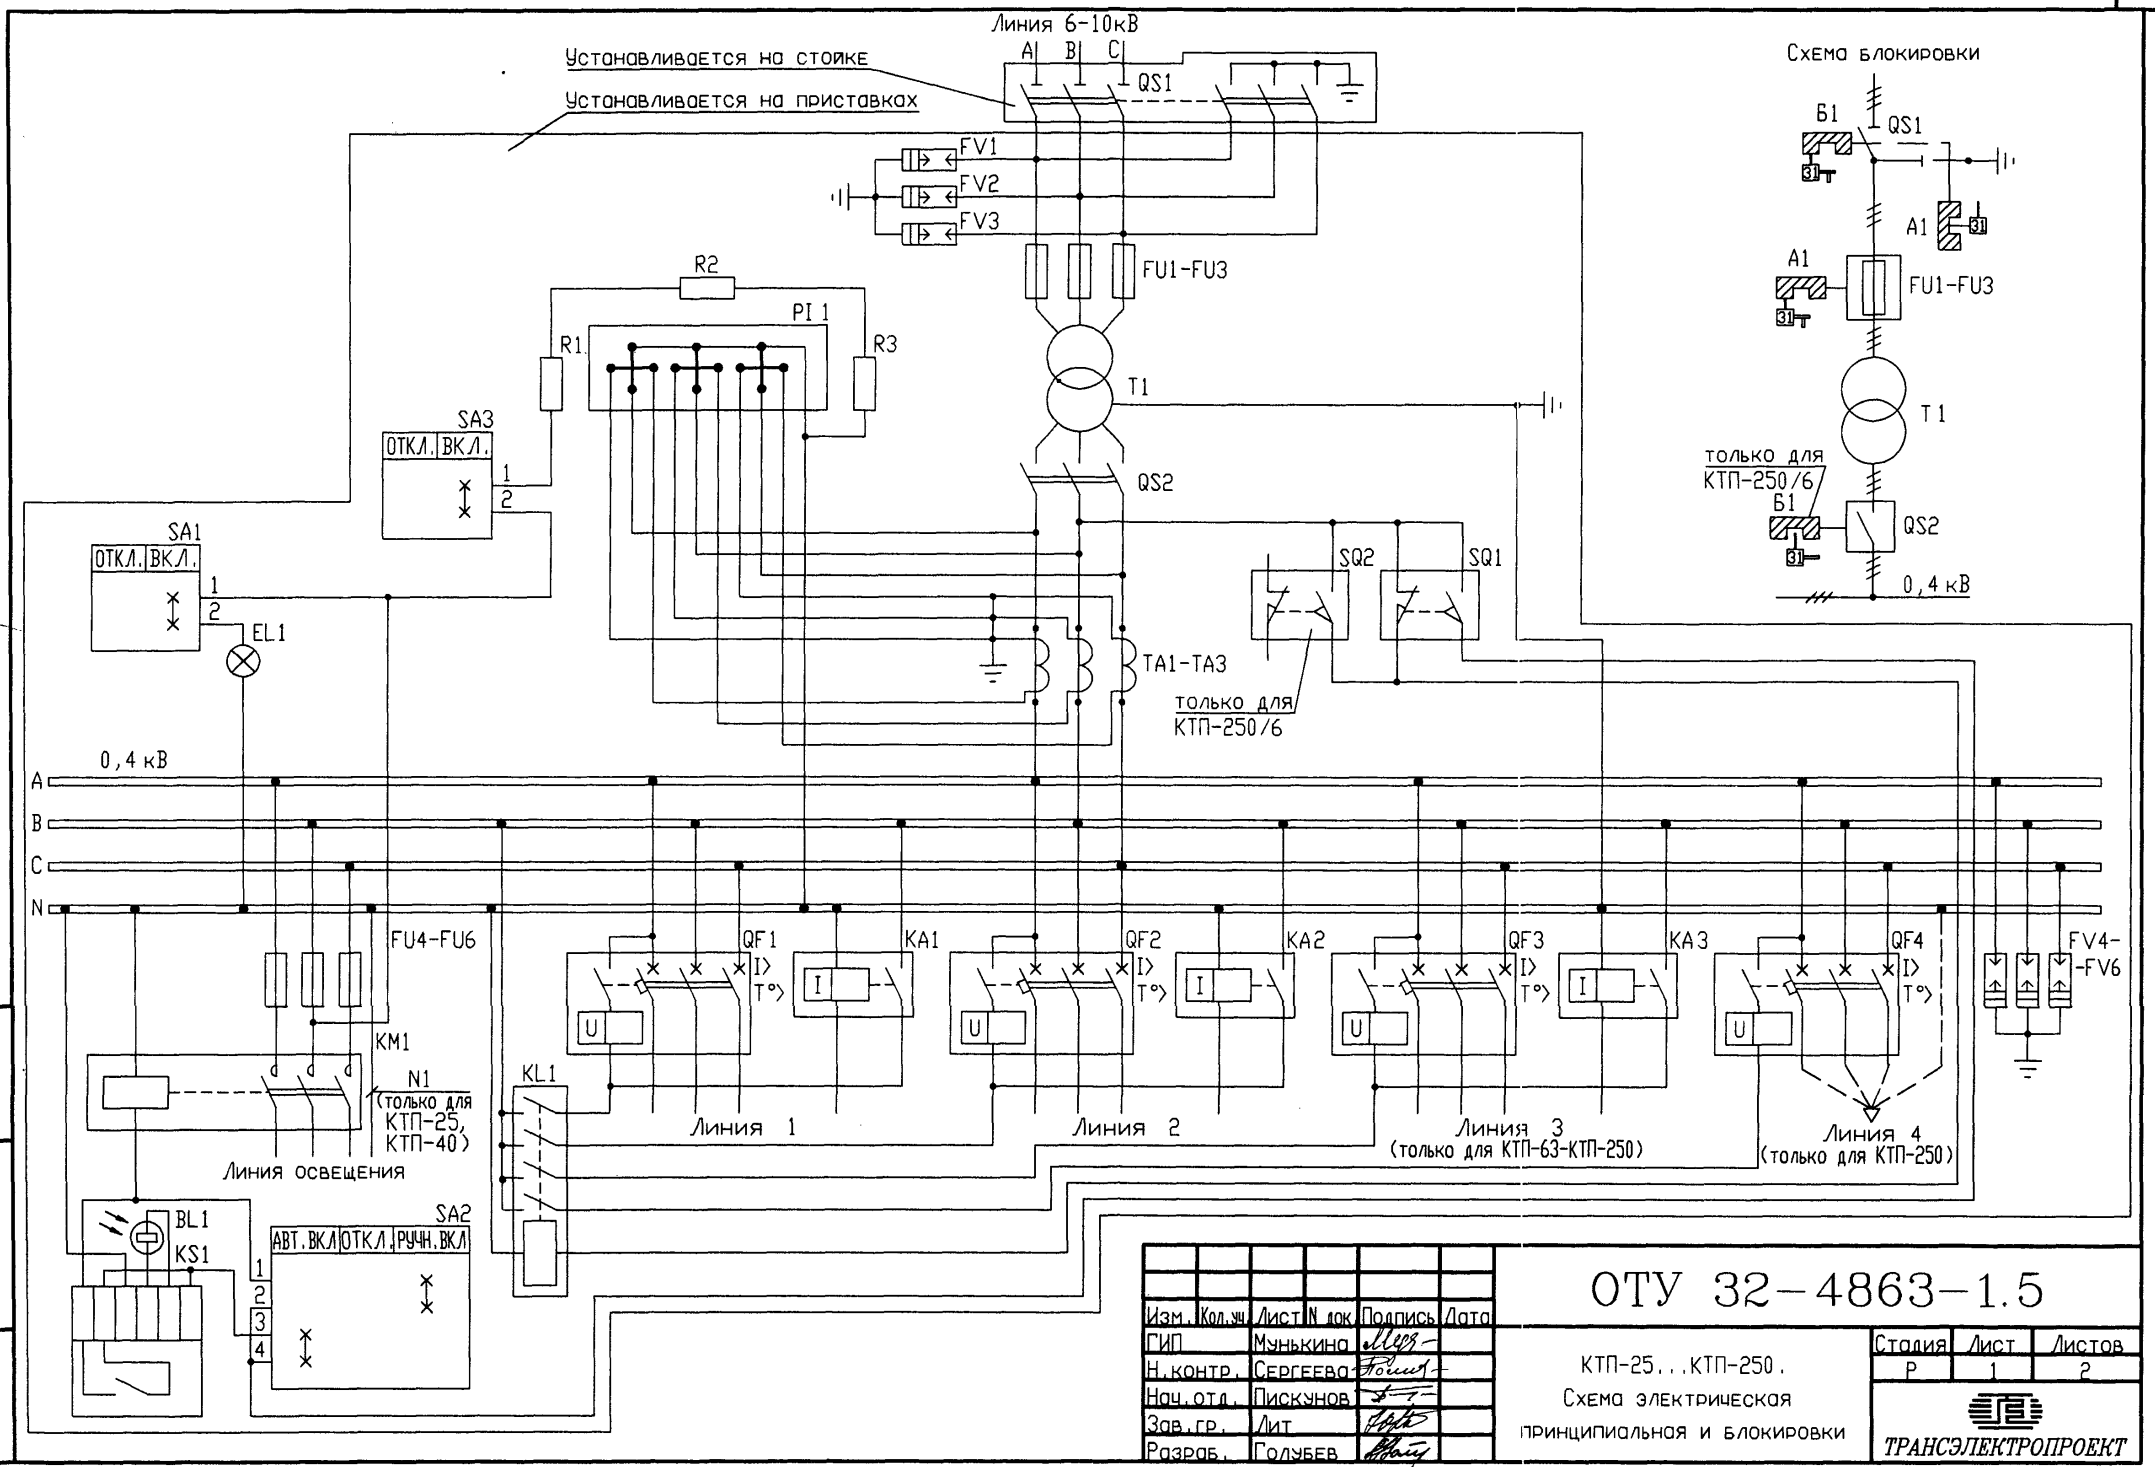 Линия 6-10кВ
A B C
QS1
Устанавливается на стойке
Устанавливается на приставках
FV1
FV2
FV3
FU1-FU3
R2
PI 1
R1
R3
T1
QS2
SA3
ОТКЛ. ВКЛ.
1
2
SA1
ОТКЛ. ВКЛ.
1
2
EL1
SQ2
SQ1
TA1-TA3
только для
КТП-250/6
Схема блокировки
Б1
QS1
31
A1
31
A1
FU1-FU3
31
T1
только для
КТП-250/6
Б1
QS2
31
0,4 кВ
0,4 кВ
A
B
C
N
FU4-FU6
QF1
I>
T°>
U
KA1
I
QF2
I>
T°>
U
KA2
I
QF3
I>
T°>
U
KA3
I
QF4
I>
T°>
U
FV4-
-FV6
KM1
N1
(только для
КТП-25,
КТП-40)
KL1
Линия освещения
Линия 1
Линия 2
Линия 3
(только для КТП-63-КТП-250)
Линия 4
(только для КТП-250)
BL1
KS1
SA2
АВТ.ВКЛ ОТКЛ. РУЧН.ВКЛ
1
2
3
4
ОТУ 32-4863-1.5
Изм. Кол.уч. Лист N док. Подпись Дата
ГИП Мунькина
Н.контр. Сергеева
Нач.отд. Пискунов
Зав.гр. Лит
Разраб. Голубев
КТП-25...КТП-250.
Схема электрическая
принципиальная и блокировки
Стадия Лист Листов
Р 1 2
ТРАНСЭЛЕКТРОПРОЕКТ